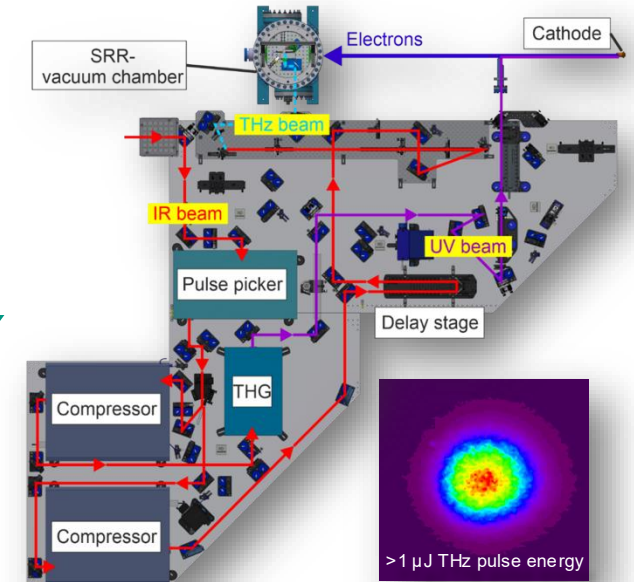 Cathode
Electrons
SRR-
vacuum chamber
THz beam
IR beam
UV beam
Pulse picker
Delay stage
THG
Compressor
Compressor
>1 µJ THz pulse energy